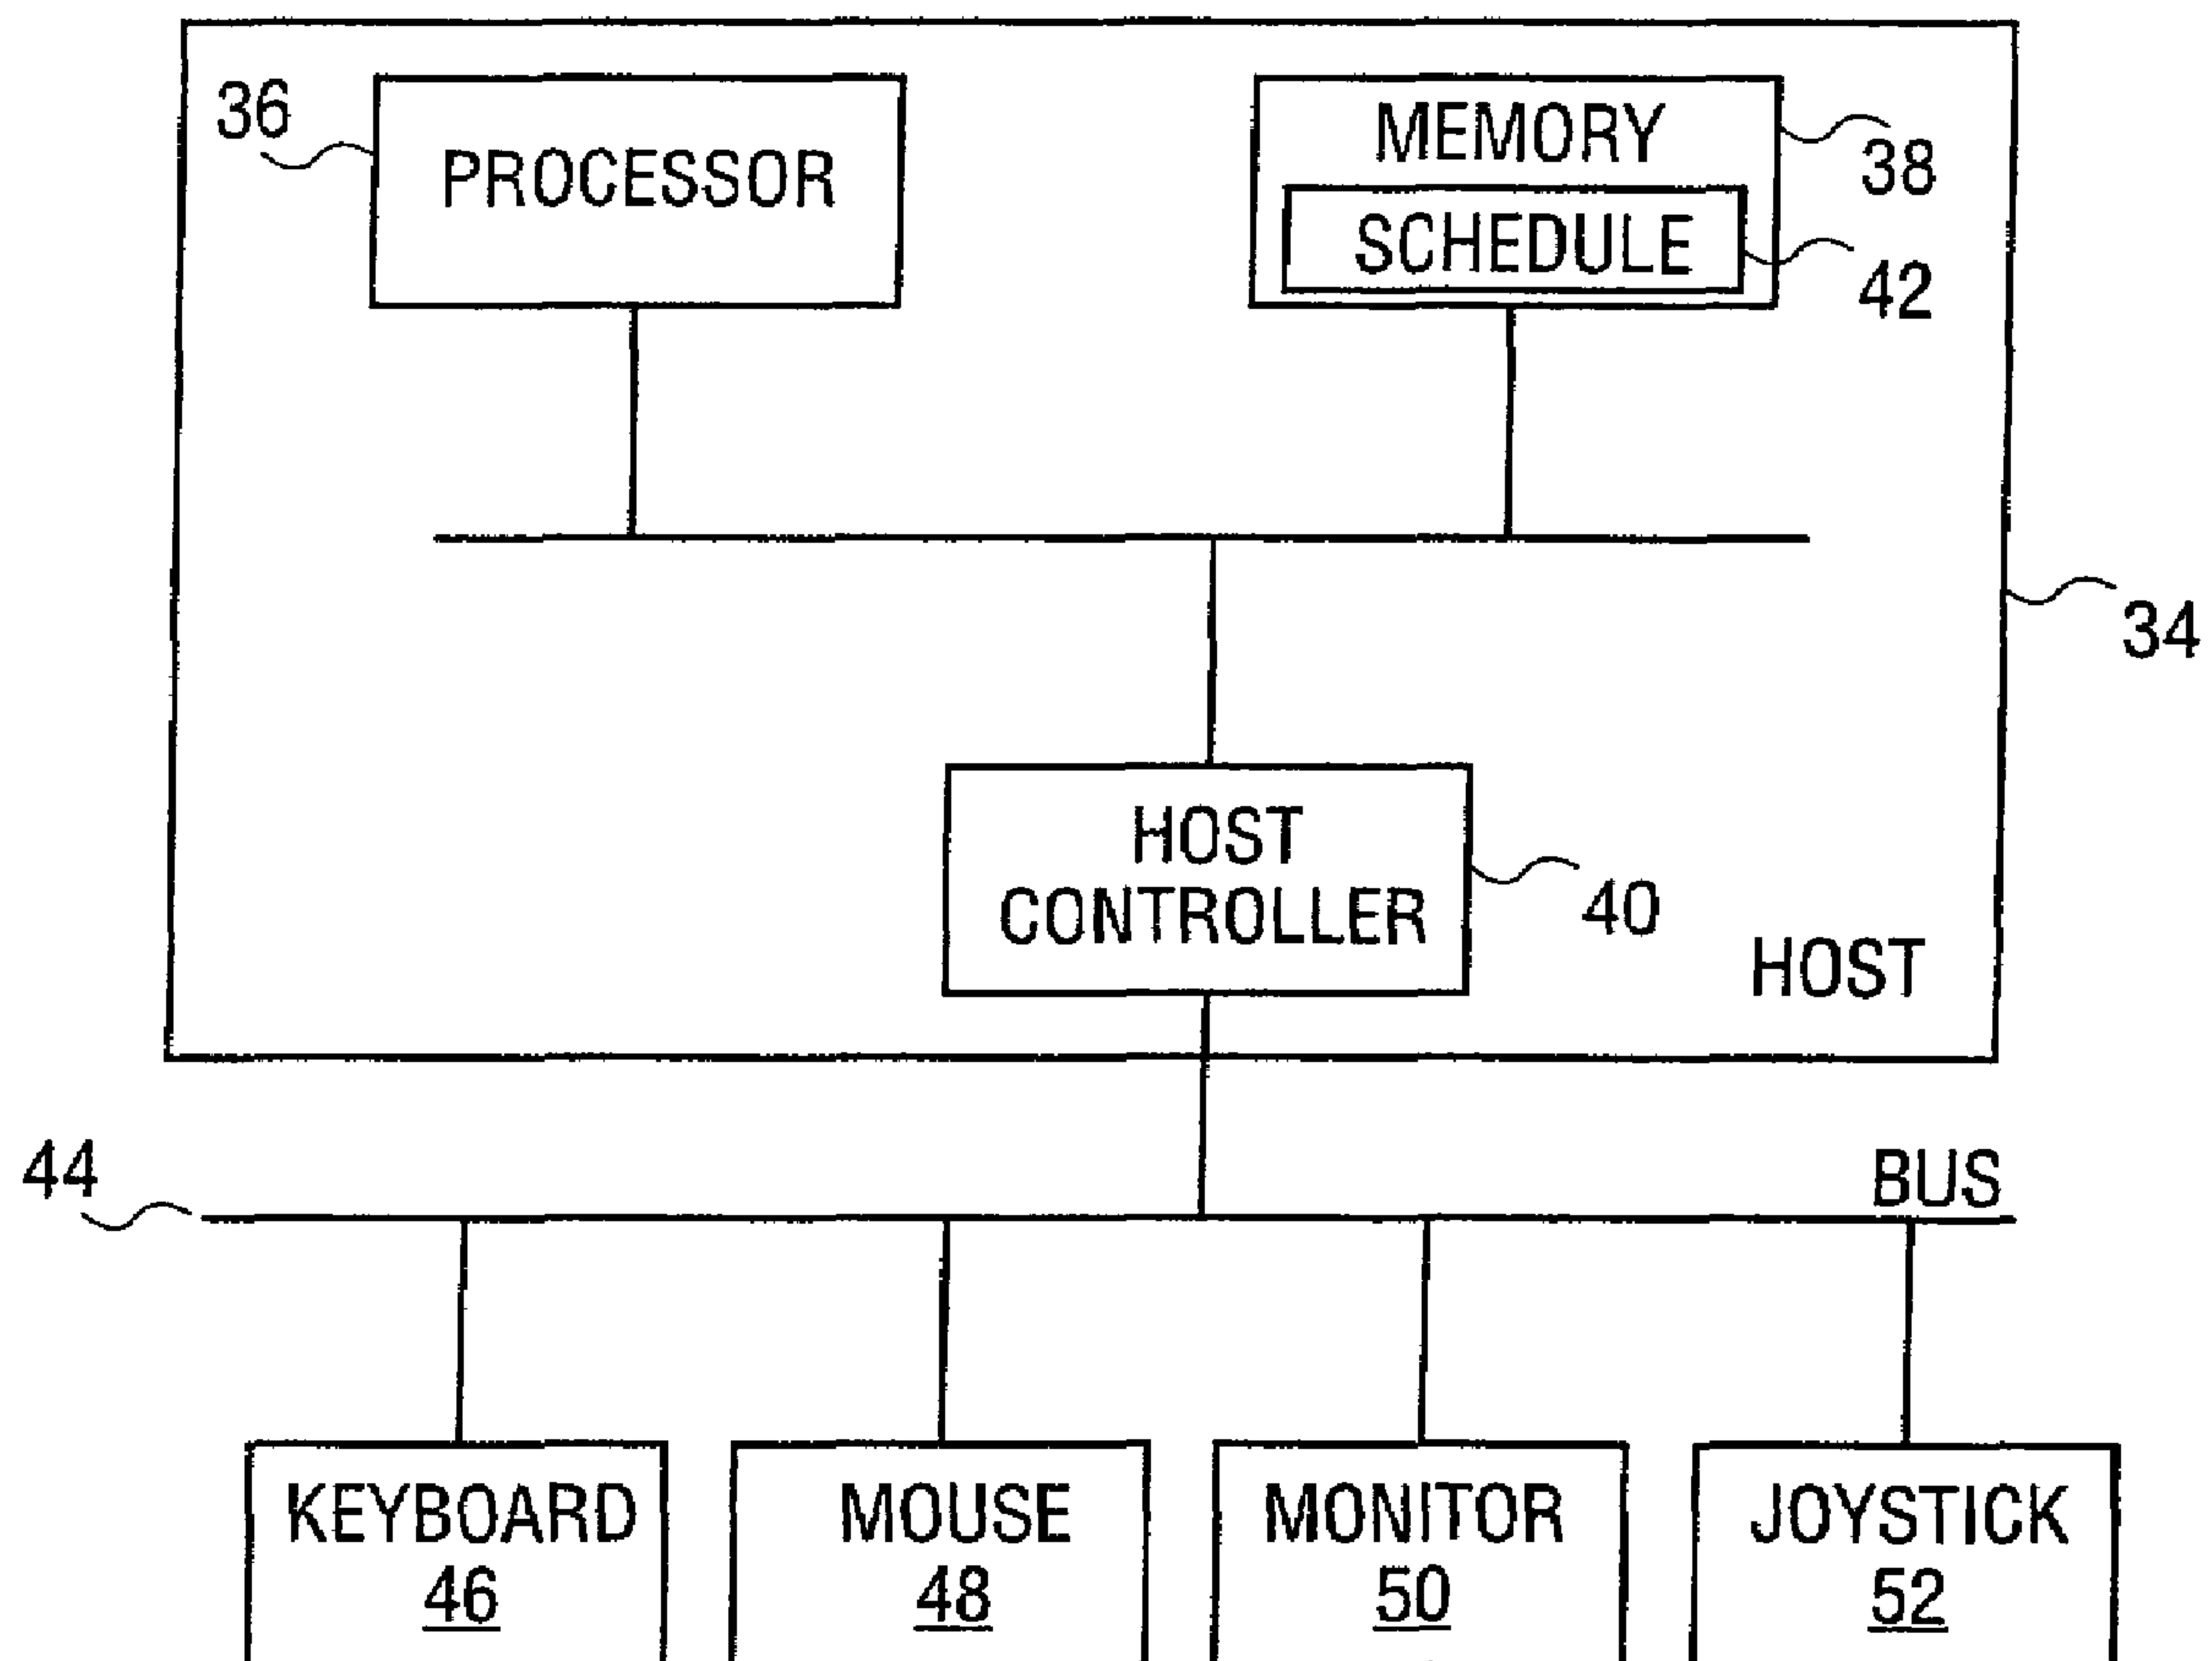 36
PROCESSOR
MEMORY
38
SCHEDULE
42
34
HOST
CONTROLLER
40
HOST
44
BUS
KEYBOARD
46
MOUSE
48
MONITOR
50
JOYSTICK
52